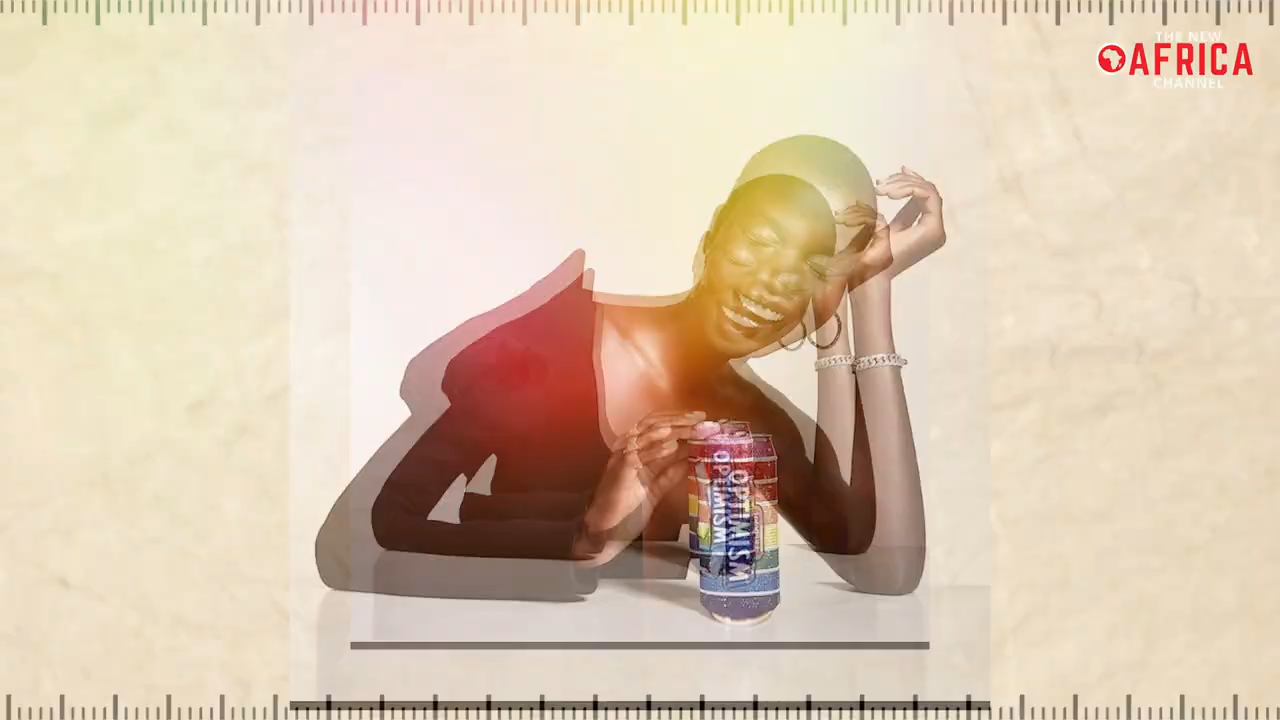 THE NEW
AFRICA
CHANNEL
OPTIMISM
OPTIMISM